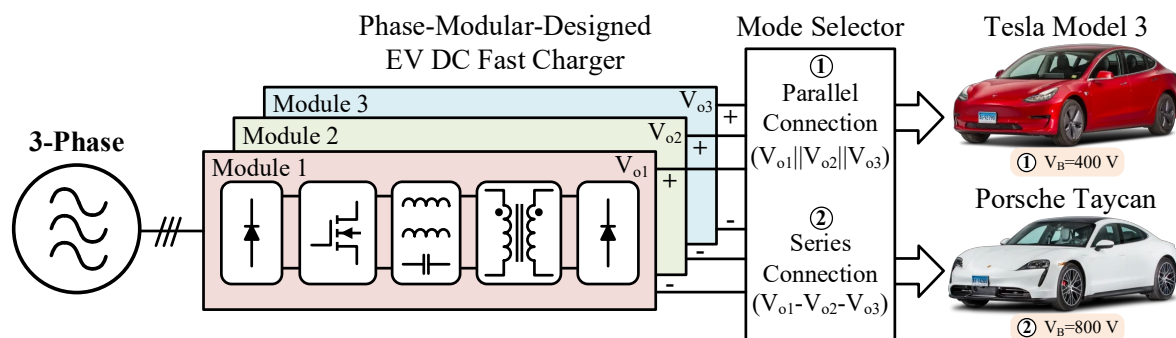 Phase-Modular-Designed
EV DC Fast Charger
Mode Selector
Tesla Model 3
3-Phase
Module 3
Vo3
+
Module 2
Vo2
+
Module 1
Vo1
+
-
-
-
①
Parallel
Connection
(Vo1||Vo2||Vo3)
②
Series
Connection
(Vo1-Vo2-Vo3)
① VB=400 V
Porsche Taycan
② VB=800 V